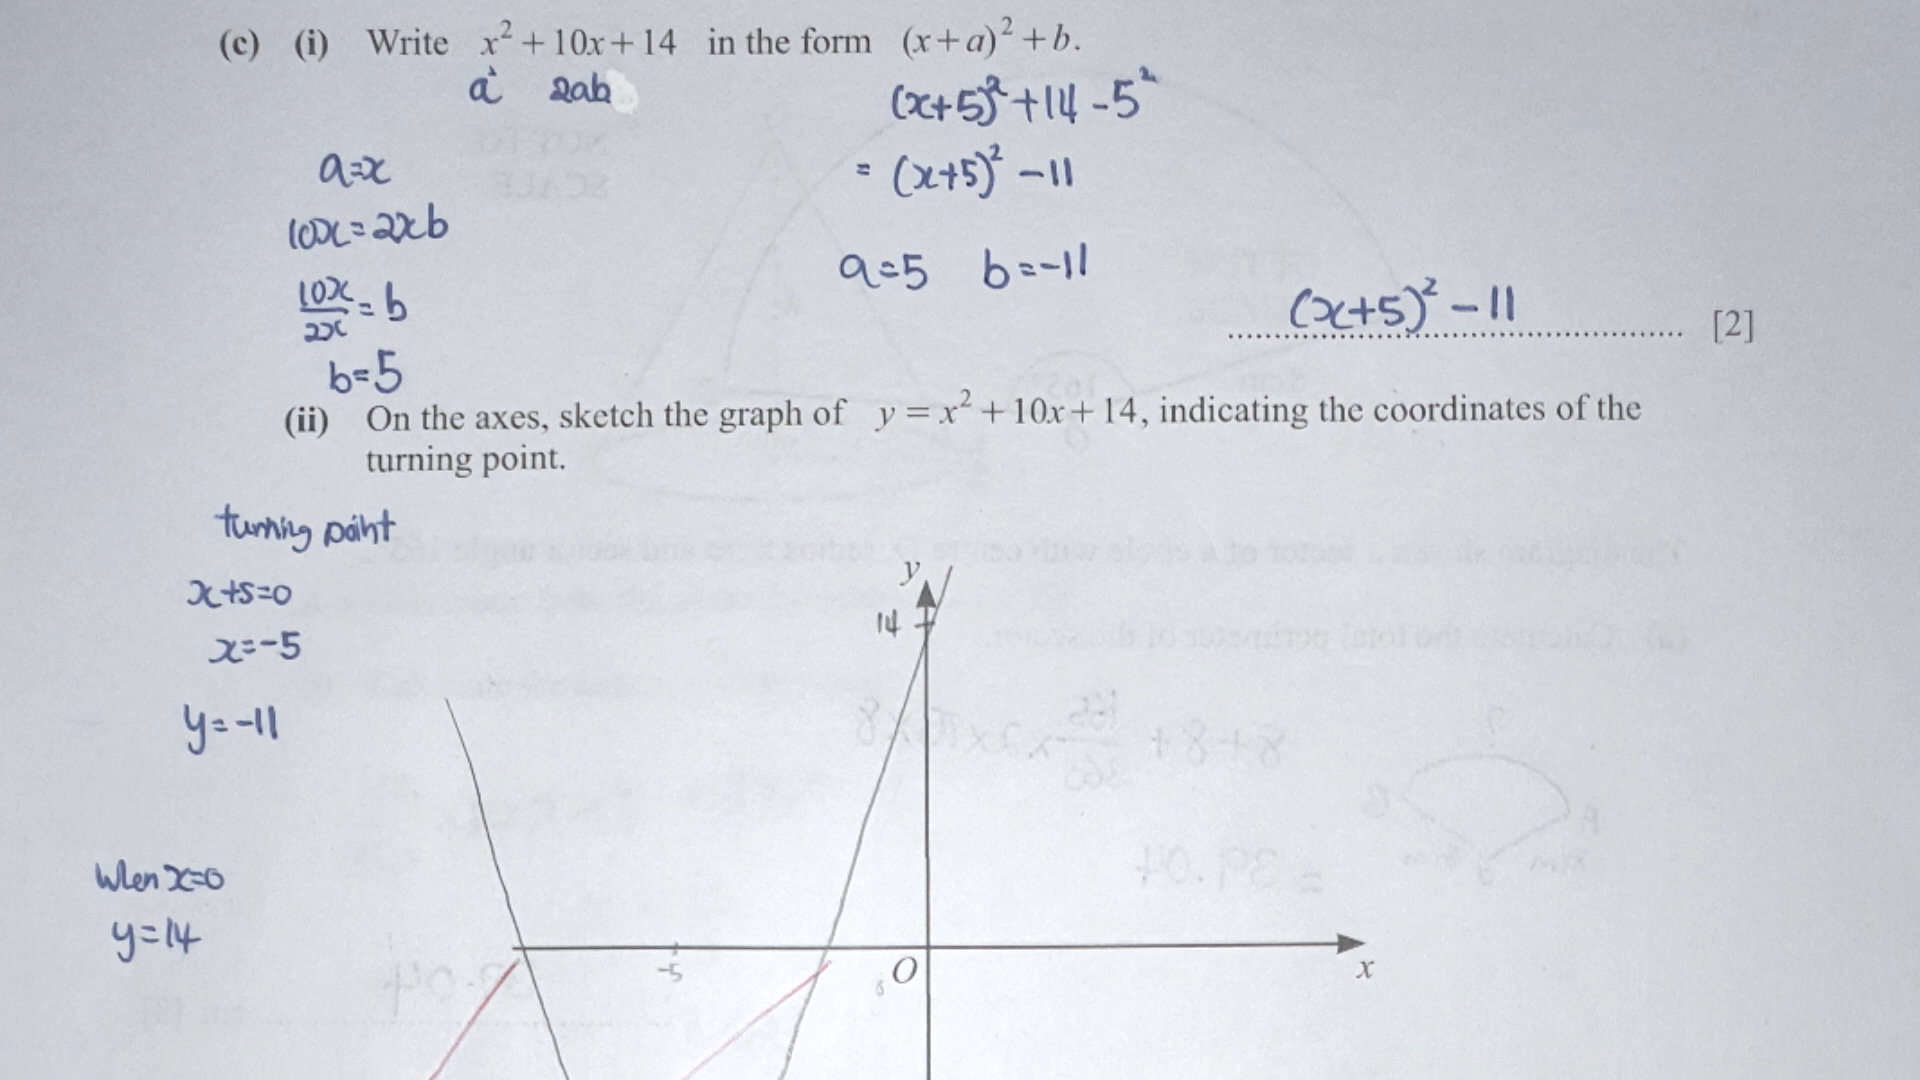 (c) (i) Write x² + 10x + 14 in the form (x + a)² + b.
a² 2ab
(x+5)² + 14 - 5²
a=x
= (x+5)² - 11
10x = 2xb
a=5 b=-11
10x/2x = b
(x+5)² - 11 [2]
b=5
(ii) On the axes, sketch the graph of y = x² + 10x + 14, indicating the coordinates of the
turning point.
turning point
x+5=0
x=-5
y=-11
when x=0
y=14
y
14
-5
O
x